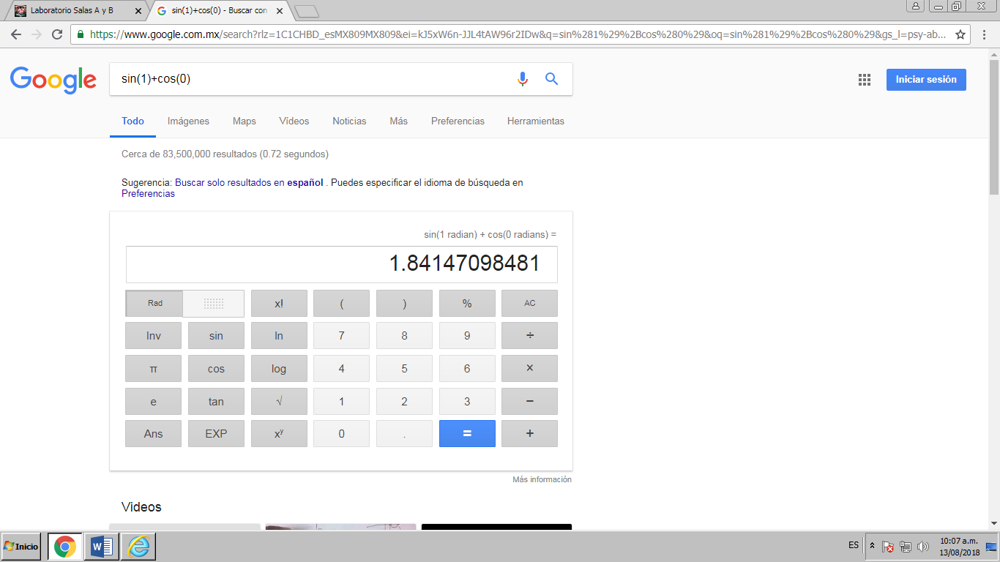 Laboratorio Salas A y B
sin(1)+cos(0) - Buscar con
https://www.google.com.mx/search?rlz=1C1CHBD_esMX809MX809&ei=kJ5xW6n-JJL4tAW96r2IDw&q=sin%281%29%2Bcos%280%29&oq=sin%281%29%2Bcos%280%29&gs_l=psy-ab...
Google
sin(1)+cos(0)
Iniciar sesión
Todo Imágenes Maps Vídeos Noticias Más Preferencias Herramientas
Cerca de 83,500,000 resultados (0.72 segundos)
Sugerencia: Buscar solo resultados en español . Puedes especificar el idioma de búsqueda en
Preferencias
sin(1 radian) + cos(0 radians) =
1.84147098481
Rad x! ( ) % AC
Inv sin ln 7 8 9 ÷
π cos log 4 5 6 ×
e tan √ 1 2 3 −
Ans EXP xʸ 0 . = +
Más información
Videos
Inicio
W
ES
10:07 a.m.
13/08/2018